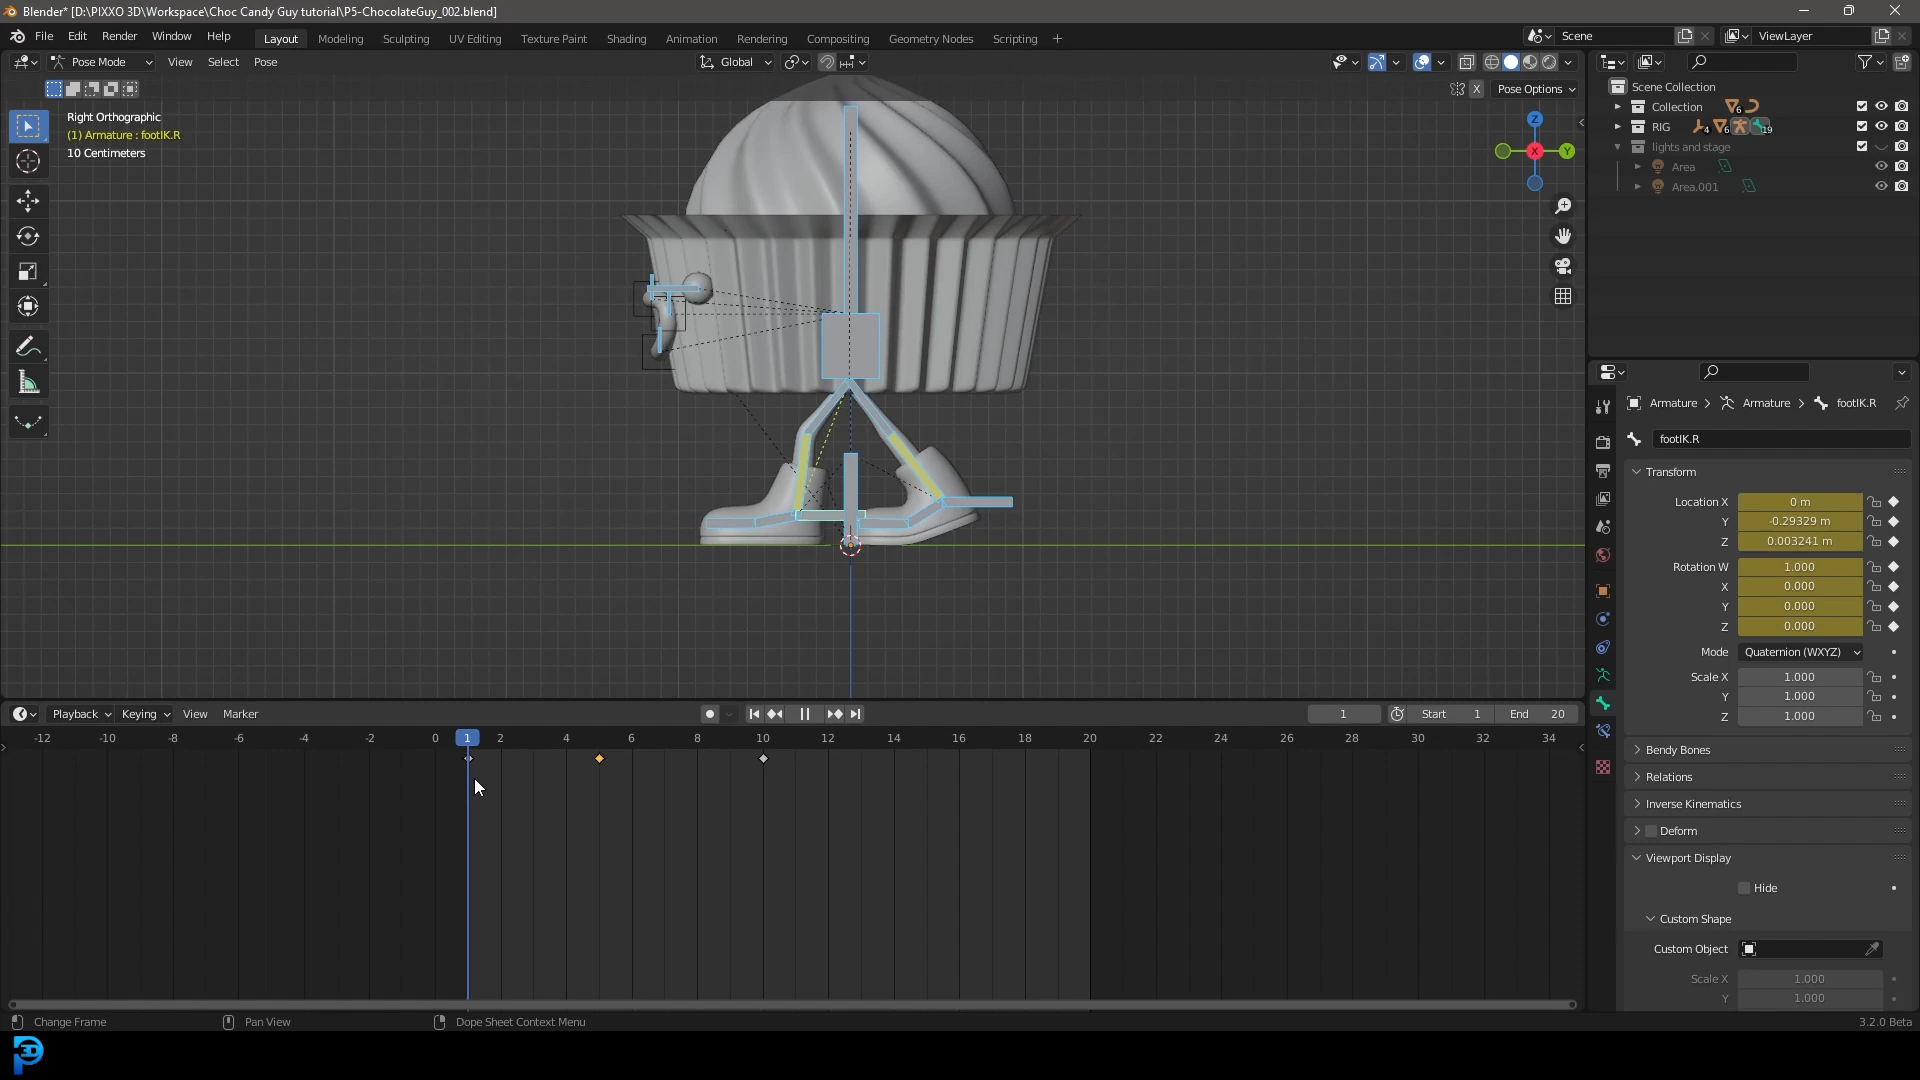 Blender* [D:\PIXXO 3D\Workspace\Choc Candy Guy tutorial\P5-ChocolateGuy_002.blend]
File Edit Render Window Help Layout Modeling Sculpting UV Editing Texture Paint Shading Animation Rendering Compositing Geometry Nodes Scripting + Scene ViewLayer
Pose Mode View Select Pose Global
X Pose Options
Right Orthographic
(1) Armature : footIK.R
10 Centimeters
Z
X
Y
Scene Collection
Collection 6
RIG 4 6 19
lights and stage
Area
Area.001
Armature > Armature > footIK.R
footIK.R
Transform
Location X 0 m
Y -0.29329 m
Z 0.003241 m
Rotation W 1.000
X 0.000
Y 0.000
Z 0.000
Mode Quaternion (WXYZ)
Scale X 1.000
Y 1.000
Z 1.000
Bendy Bones
Relations
Inverse Kinematics
Deform
Viewport Display
Hide
Custom Shape
Custom Object
Scale X 1.000
Y 1.000
Playback Keying View Marker 1 Start 1 End 20
-12 -10 -8 -6 -4 -2 0 1 2 4 6 8 10 12 14 16 18 20 22 24 26 28 30 32 34
Change Frame Pan View Dope Sheet Context Menu 3.2.0 Beta
P3D